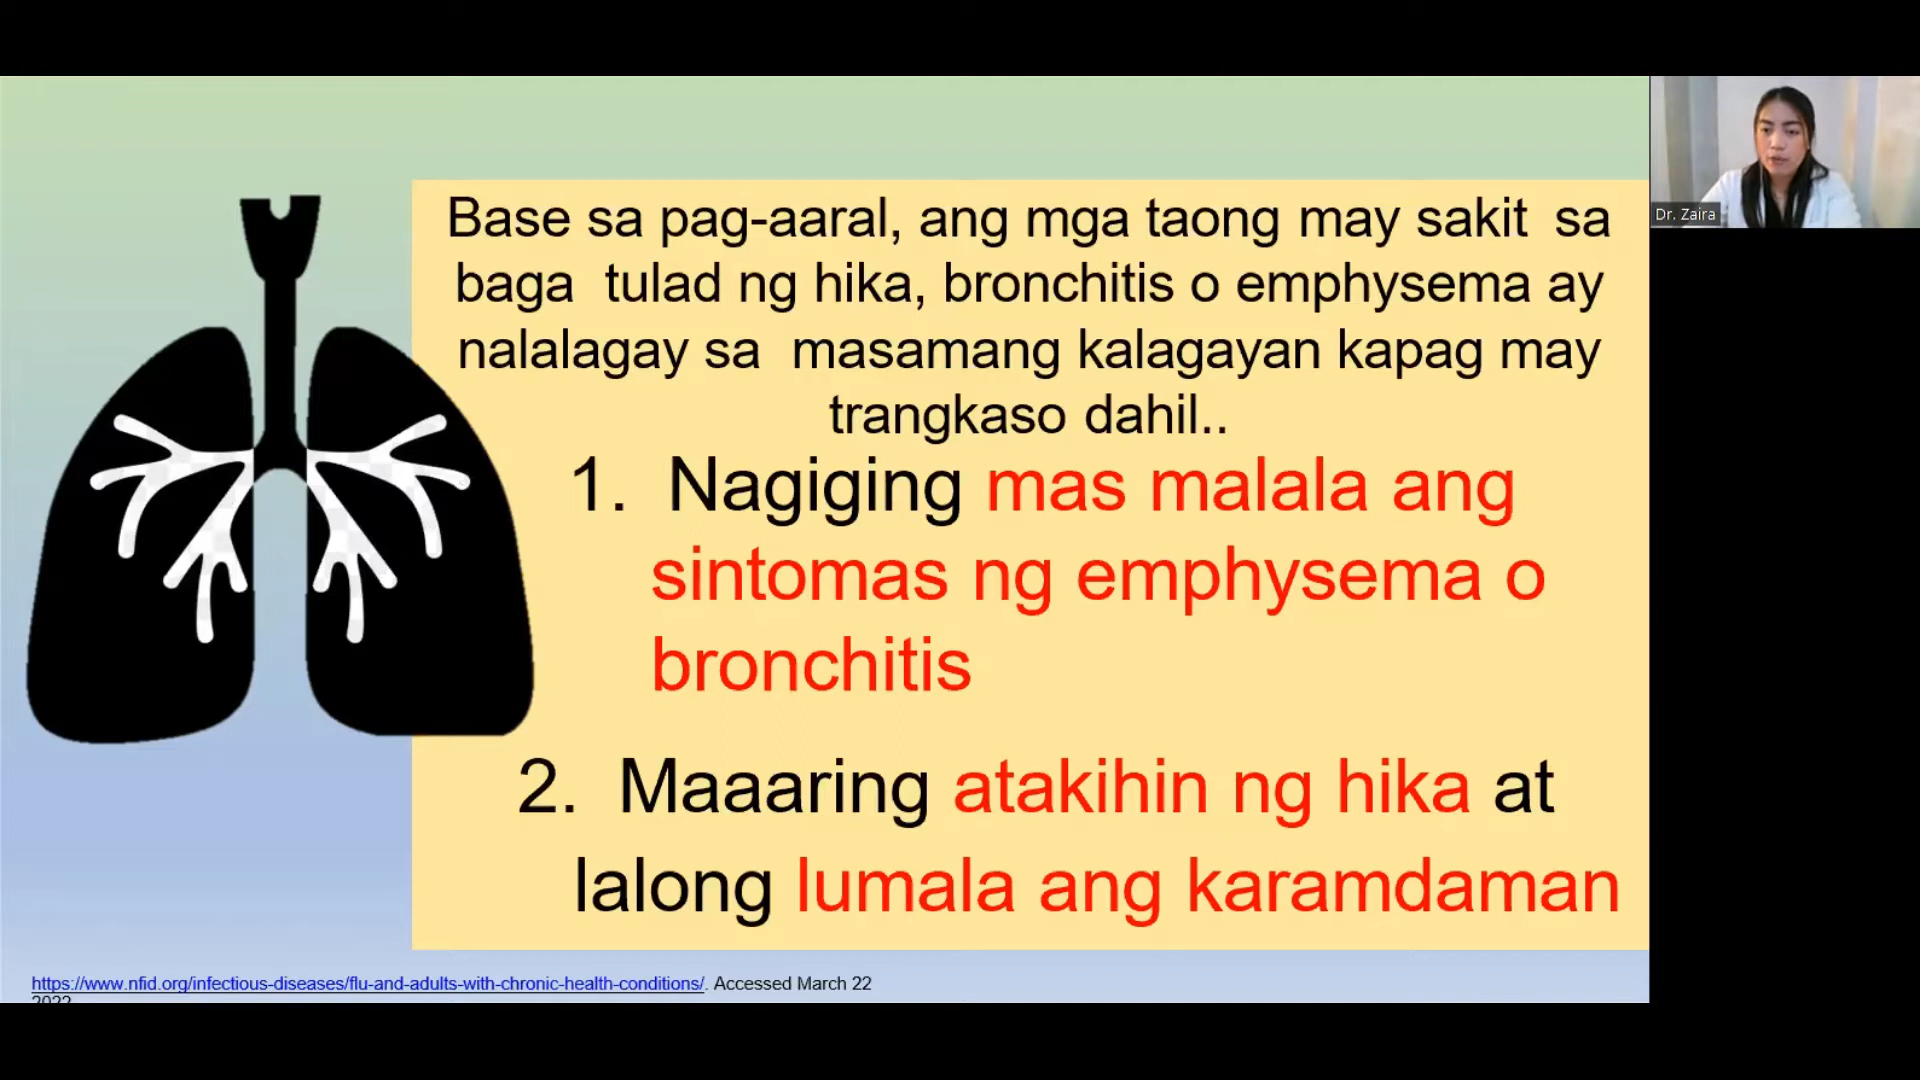 Base sa pag-aaral, ang mga taong may sakit sa
baga tulad ng hika, bronchitis o emphysema ay
nalalagay sa masamang kalagayan kapag may
trangkaso dahil..
1. Nagiging mas malala ang
sintomas ng emphysema o
bronchitis
2. Maaaring atakihin ng hika at
lalong lumala ang karamdaman
https://www.nfid.org/infectious-diseases/flu-and-adults-with-chronic-health-conditions/. Accessed March 22
2022
Dr. Zaira